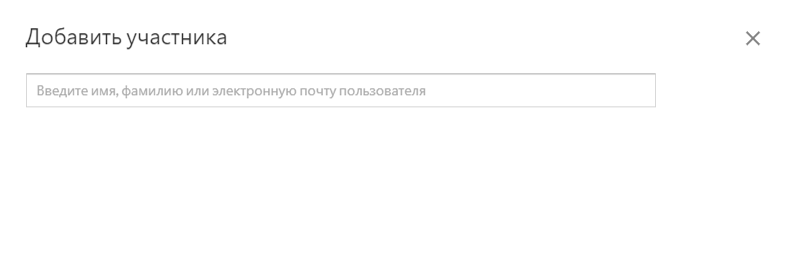 Добавить участника
Введите имя, фамилию или электронную почту пользователя